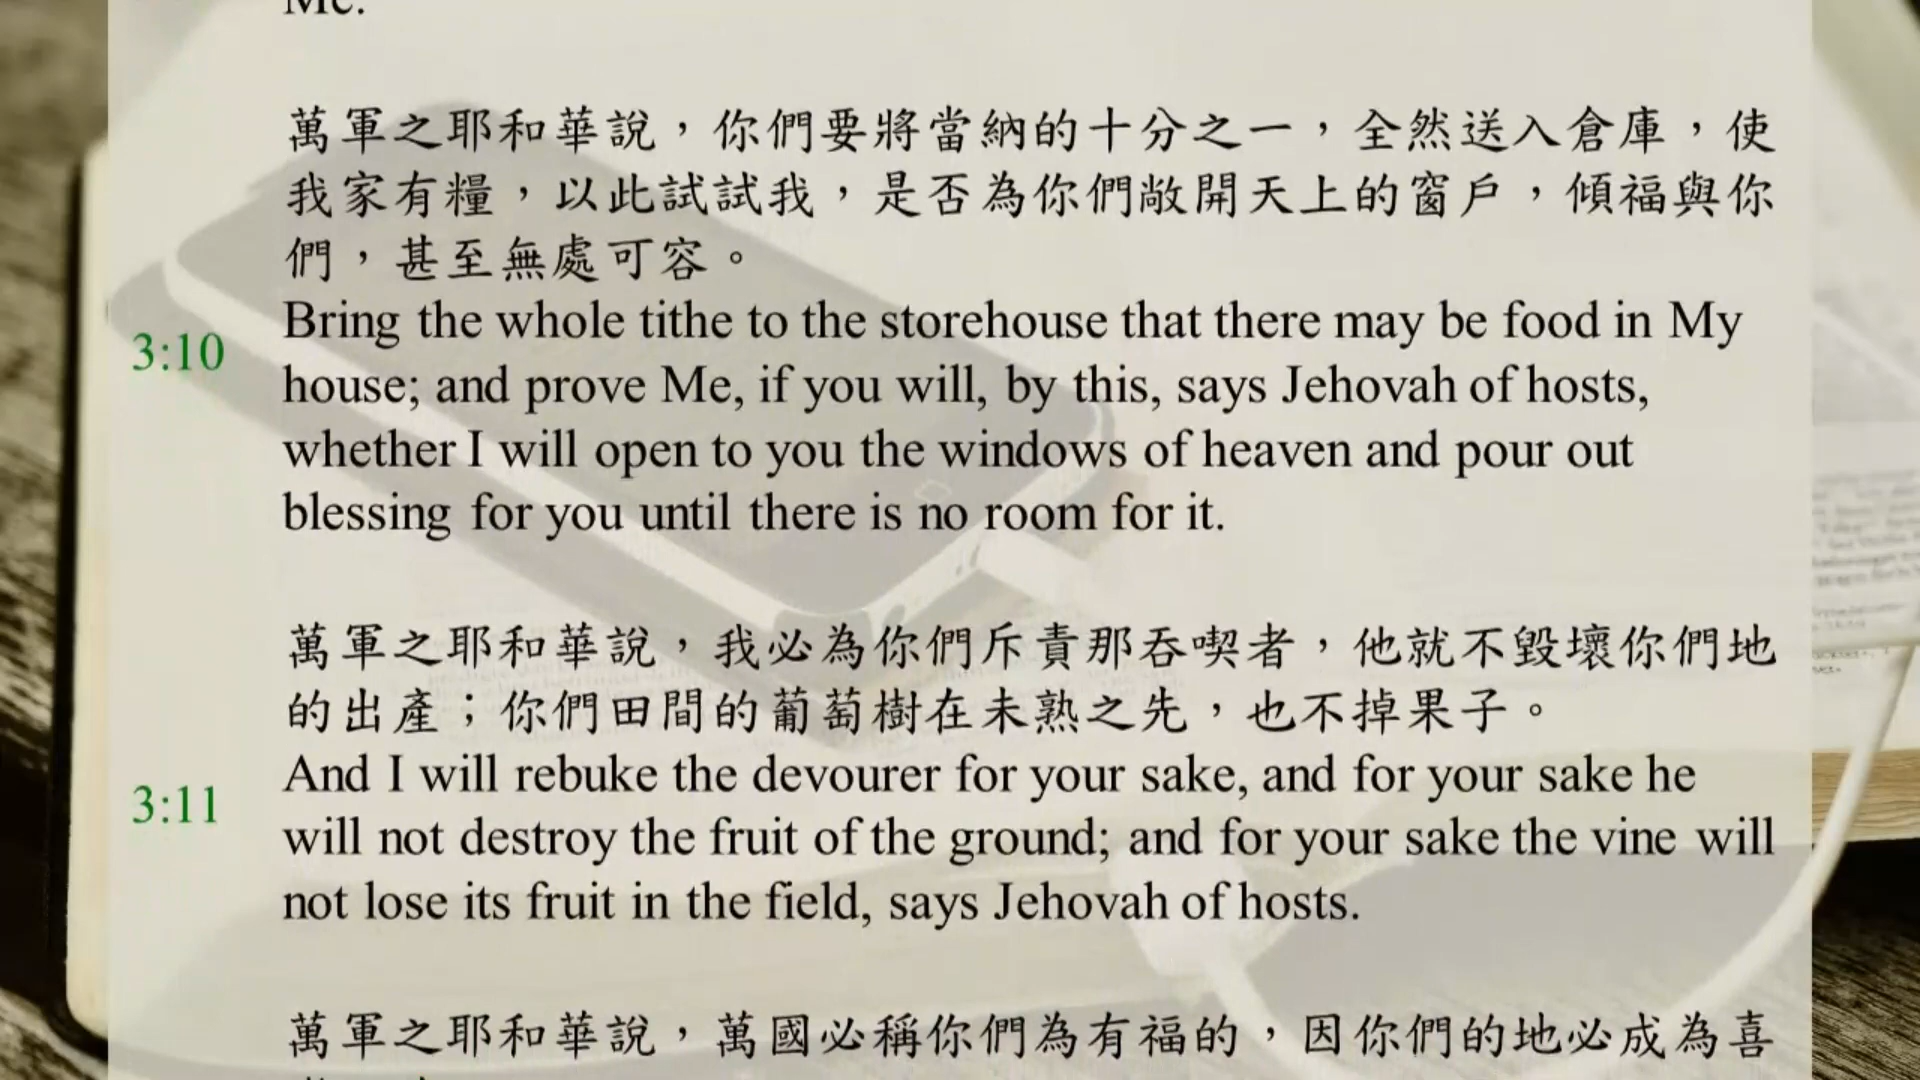 Me.
萬軍之耶和華說，你們要將當納的十分之一，全然送入倉庫，使
我家有糧，以此試試我，是否為你們敞開天上的窗戶，傾福與你
們，甚至無處可容。
3:10
Bring the whole tithe to the storehouse that there may be food in My
house; and prove Me, if you will, by this, says Jehovah of hosts,
whether I will open to you the windows of heaven and pour out
blessing for you until there is no room for it.
萬軍之耶和華說，我必為你們斥責那吞喫者，他就不毀壞你們地
的出產；你們田間的葡萄樹在未熟之先，也不掉果子。
3:11
And I will rebuke the devourer for your sake, and for your sake he
will not destroy the fruit of the ground; and for your sake the vine will
not lose its fruit in the field, says Jehovah of hosts.
萬軍之耶和華說，萬國必稱你們為有福的，因你們的地必成為喜